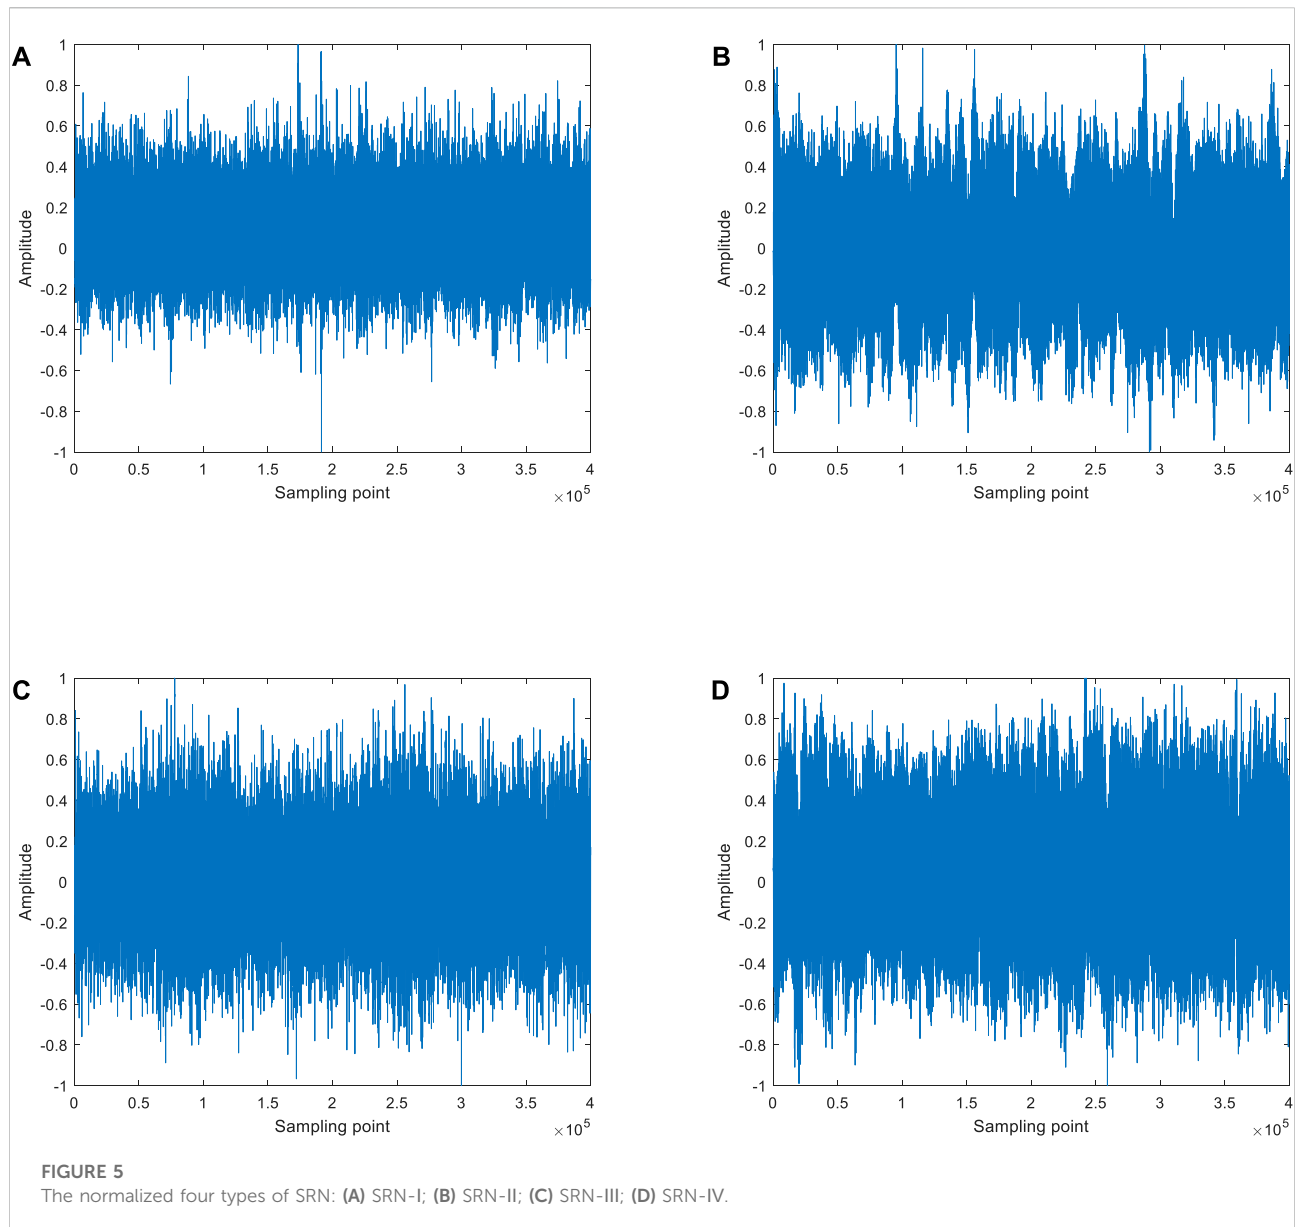 A
1
0.8
0.6
0.4
0.2
0
-0.2
-0.4
-0.6
-0.8
-1
Amplitude
0 0.5 1 1.5 2 2.5 3 3.5 4
Sampling point
×10^5
B
1
0.8
0.6
0.4
0.2
0
-0.2
-0.4
-0.6
-0.8
-1
Amplitude
0 0.5 1 1.5 2 2.5 3 3.5 4
Sampling point
×10^5
C
1
0.8
0.6
0.4
0.2
0
-0.2
-0.4
-0.6
-0.8
-1
Amplitude
0 0.5 1 1.5 2 2.5 3 3.5 4
Sampling point
×10^5
D
1
0.8
0.6
0.4
0.2
0
-0.2
-0.4
-0.6
-0.8
-1
Amplitude
0 0.5 1 1.5 2 2.5 3 3.5 4
Sampling point
×10^5
FIGURE 5
The normalized four types of SRN: (A) SRN-I; (B) SRN-II; (C) SRN-III; (D) SRN-IV.